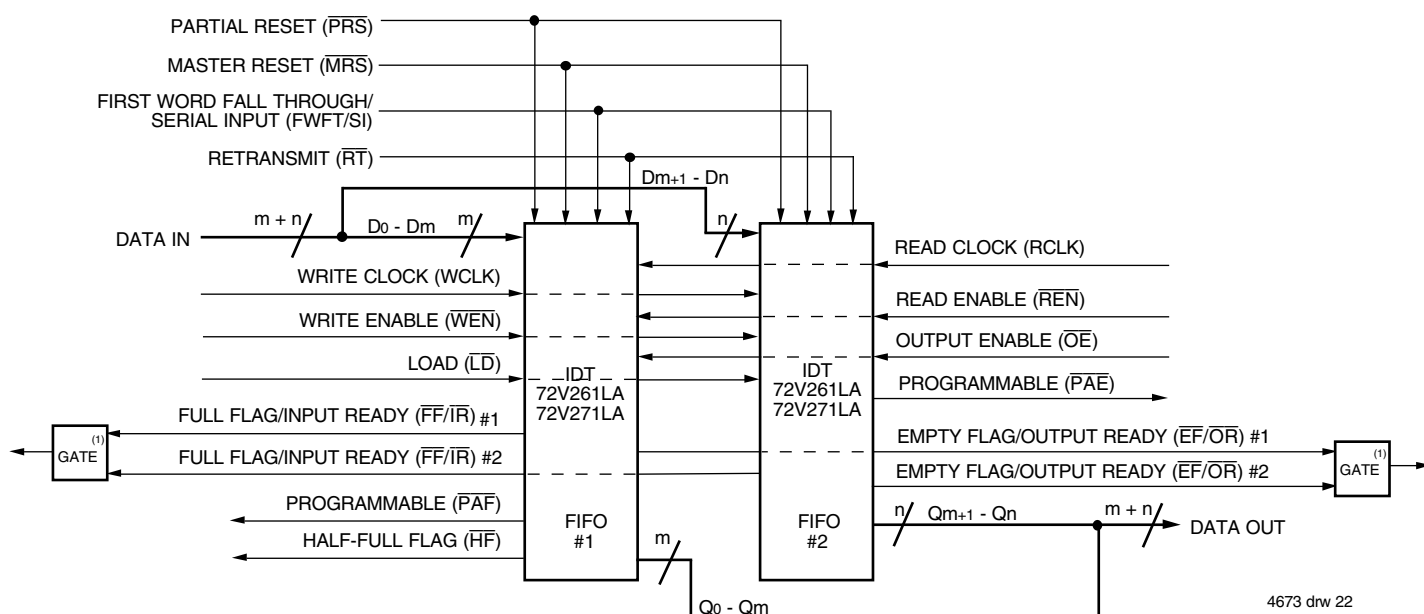 PARTIAL RESET (PRS)
MASTER RESET (MRS)
FIRST WORD FALL THROUGH/
SERIAL INPUT (FWFT/SI)
RETRANSMIT (RT)
Dm+1 - Dn
m + n
D0 - Dm
m
n
DATA IN
READ CLOCK (RCLK)
WRITE CLOCK (WCLK)
READ ENABLE (REN)
WRITE ENABLE (WEN)
OUTPUT ENABLE (OE)
LOAD (LD)
IDT
72V261LA
72V271LA
IDT
72V261LA
72V271LA
PROGRAMMABLE (PAE)
FULL FLAG/INPUT READY (FF/IR) #1
EMPTY FLAG/OUTPUT READY (EF/OR) #1
(1)
GATE
FULL FLAG/INPUT READY (FF/IR) #2
EMPTY FLAG/OUTPUT READY (EF/OR) #2
(1)
GATE
PROGRAMMABLE (PAF)
FIFO
#1
FIFO
#2
n
Qm+1 - Qn
m + n
DATA OUT
HALF-FULL FLAG (HF)
m
Q0 - Qm
4673 drw 22